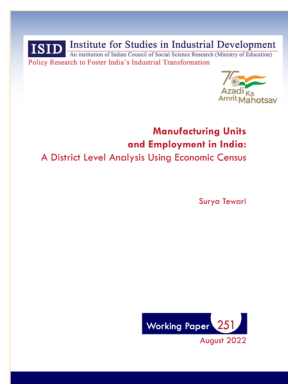 ISID Institute for Studies in Industrial Development
An institution of Indian Council of Social Science Research (Ministry of Education)
Policy Research to Foster India's Industrial Transformation
Azadi Ka
Amrit Mahotsav
Manufacturing Units
and Employment in India:
A District Level Analysis Using Economic Census
Surya Tewari
Working Paper 251
August 2022